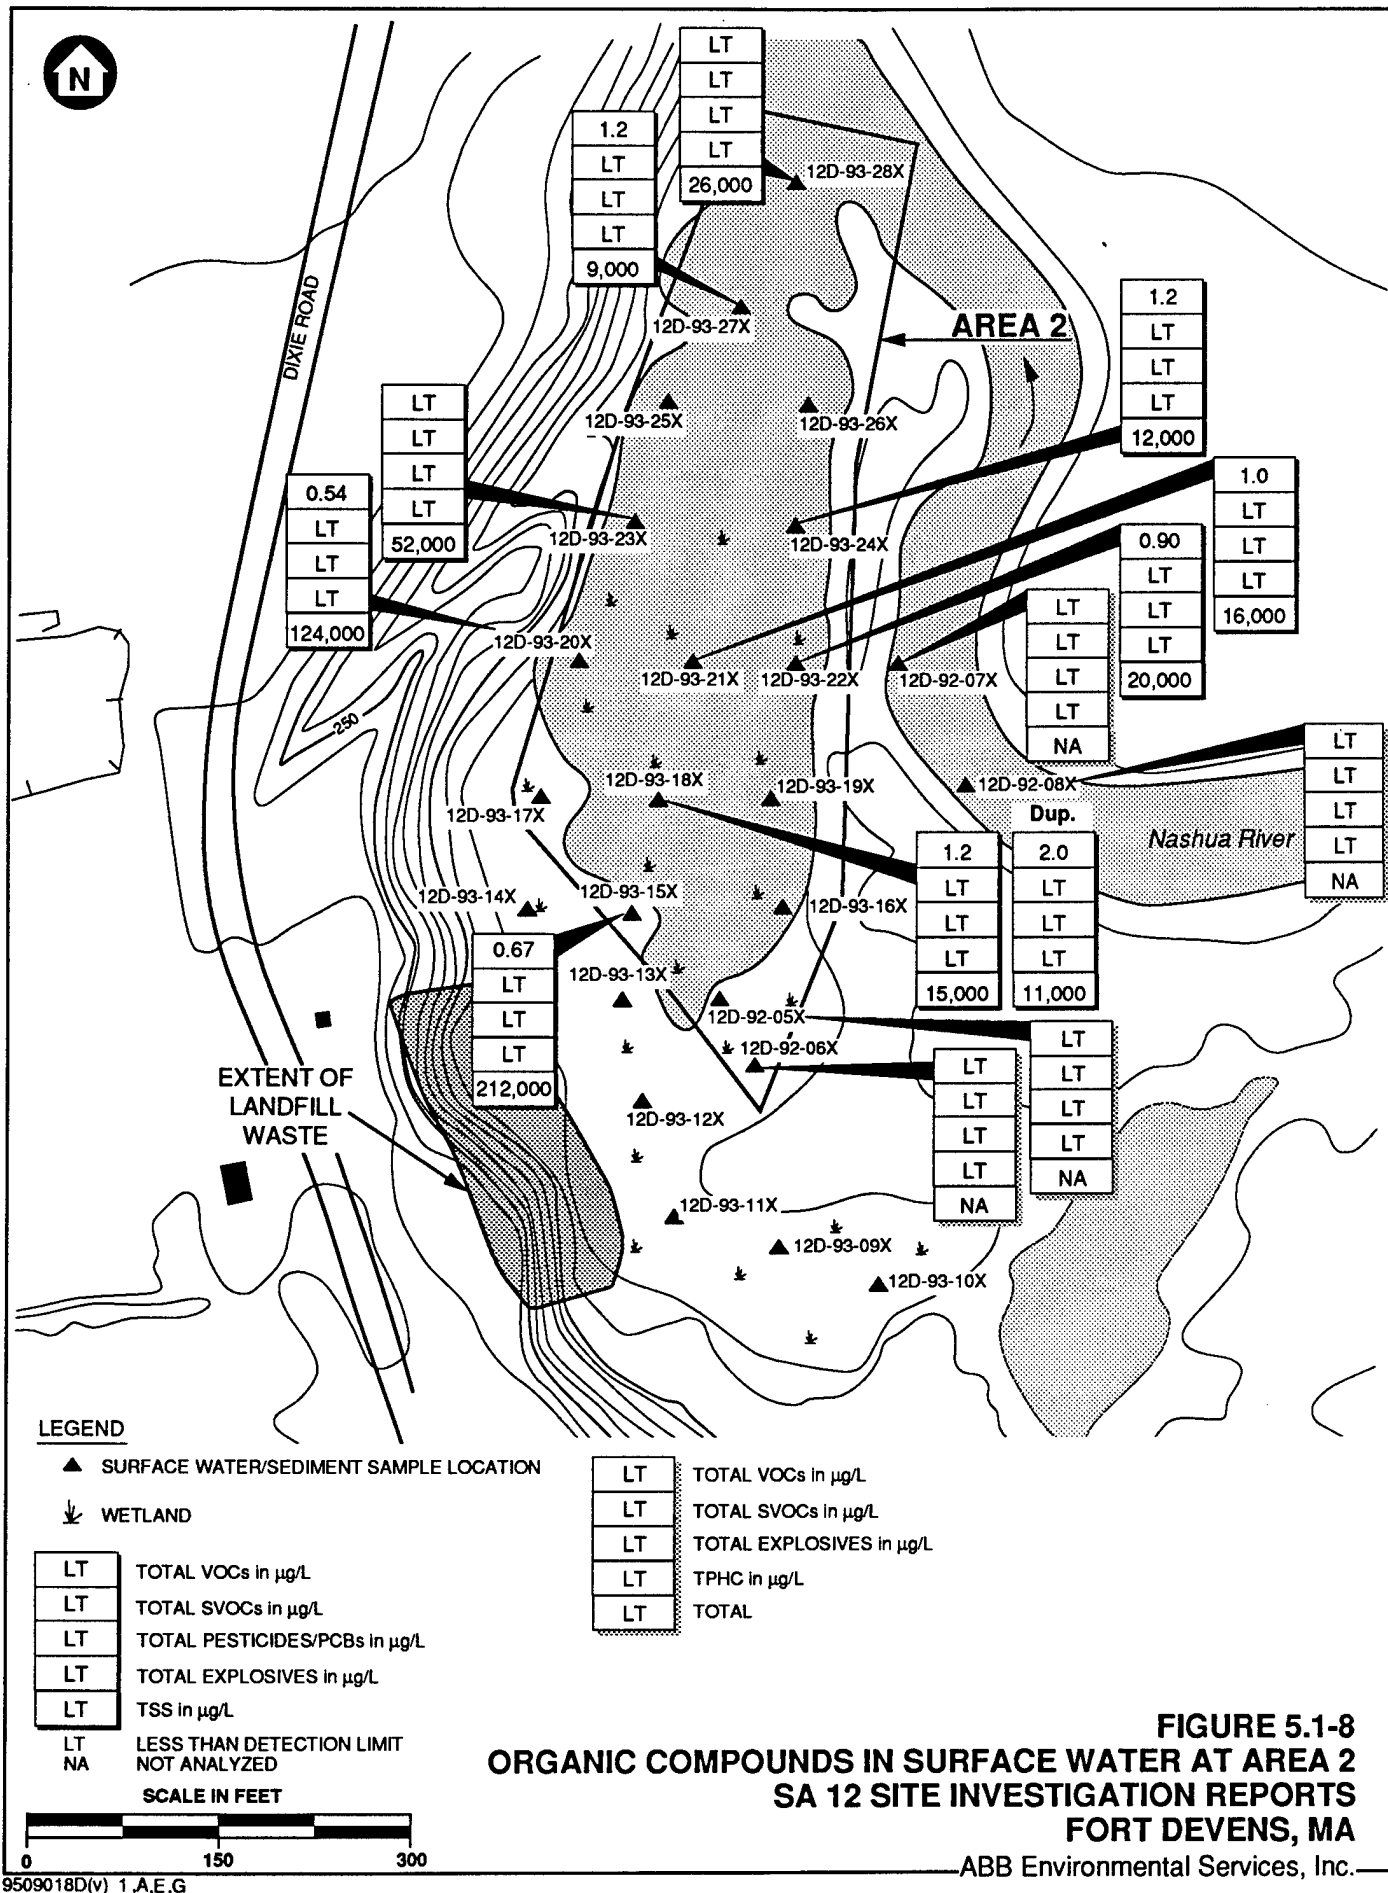 N
LT
LT
LT
LT
26,000
12D-93-28X
1.2
LT
LT
LT
9,000
12D-93-27X
DIXIE ROAD
AREA 2
1.2
LT
LT
LT
12,000
12D-93-25X
12D-93-26X
LT
LT
LT
LT
52,000
12D-93-23X
12D-93-24X
1.0
LT
LT
LT
16,000
0.54
LT
LT
LT
124,000
12D-93-20X
0.90
LT
LT
LT
20,000
12D-93-21X
12D-93-22X
12D-92-07X
LT
LT
LT
LT
NA
250
12D-93-18X
12D-93-19X
12D-92-08X
LT
LT
LT
LT
NA
12D-93-17X
Dup.
Nashua River
1.2
LT
LT
LT
15,000
2.0
LT
LT
LT
11,000
12D-93-14X
12D-93-15X
12D-93-16X
0.67
LT
LT
LT
212,000
12D-93-13X
12D-92-05X
LT
LT
LT
LT
NA
12D-92-06X
LT
LT
LT
LT
NA
EXTENT OF
LANDFILL
WASTE
12D-93-12X
12D-93-11X
12D-93-09X
12D-93-10X
LEGEND
SURFACE WATER/SEDIMENT SAMPLE LOCATION
WETLAND
LT TOTAL VOCs in µg/L
LT TOTAL SVOCs in µg/L
LT TOTAL PESTICIDES/PCBs in µg/L
LT TOTAL EXPLOSIVES in µg/L
LT TSS in µg/L
LT LESS THAN DETECTION LIMIT
NA NOT ANALYZED
LT TOTAL VOCs in µg/L
LT TOTAL SVOCs in µg/L
LT TOTAL EXPLOSIVES in µg/L
LT TPHC in µg/L
LT TOTAL
SCALE IN FEET
0 150 300
9509018D(v) 1 ,A,E,G
FIGURE 5.1-8
ORGANIC COMPOUNDS IN SURFACE WATER AT AREA 2
SA 12 SITE INVESTIGATION REPORTS
FORT DEVENS, MA
ABB Environmental Services, Inc.